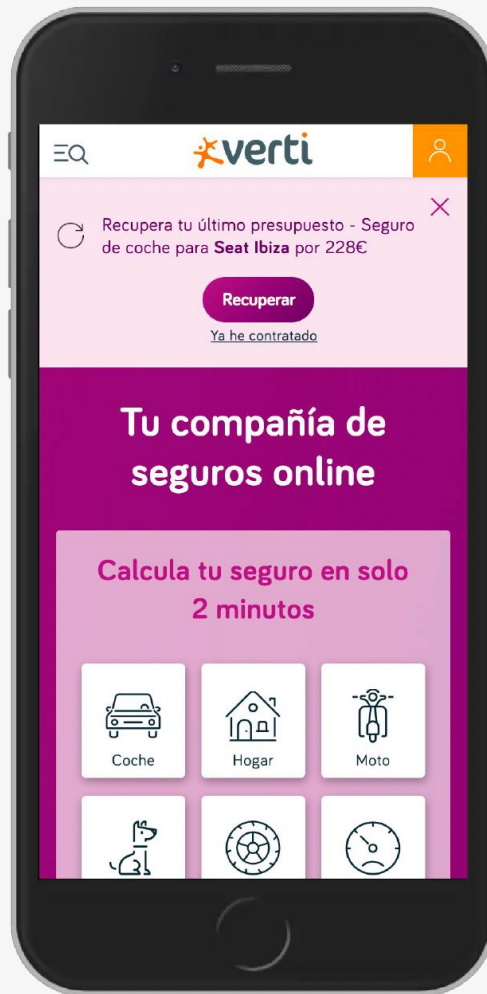 verti
Recupera tu último presupuesto - Seguro
de coche para Seat Ibiza por 228€
Recuperar
Ya he contratado
Tu compañía de
seguros online
Calcula tu seguro en solo
2 minutos
Coche
Hogar
Moto